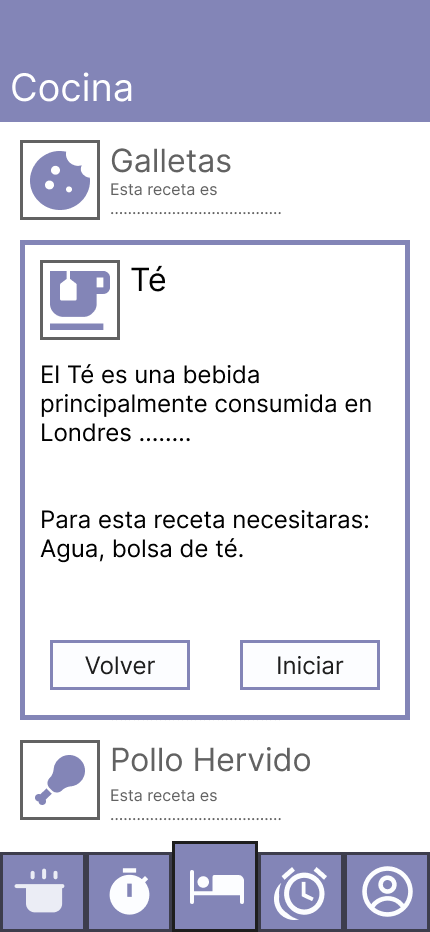 Cocina
Galletas
Esta receta es
.......................................
Té
El Té es una bebida
principalmente consumida en
Londres ........
Para esta receta necesitaras:
Agua, bolsa de té.
Volver
Iniciar
Pollo Hervido
Esta receta es
.......................................